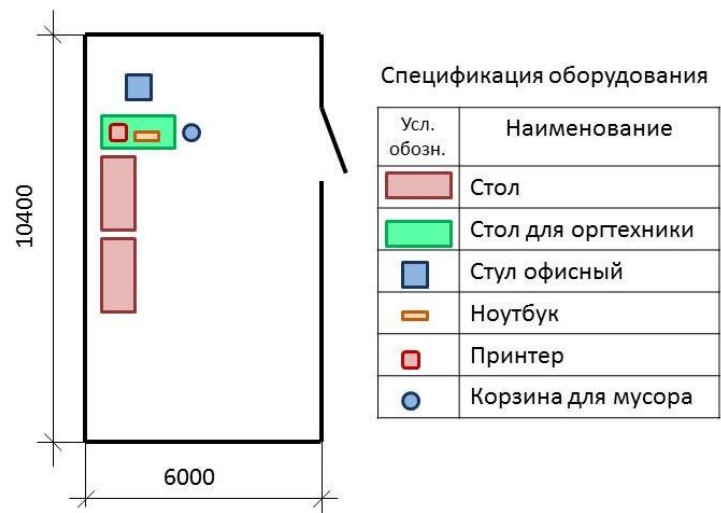 Спецификация оборудования
Усл.
обозн.
Наименование
Стол
Стол для оргтехники
Стул офисный
Ноутбук
Принтер
Корзина для мусора
10400
6000